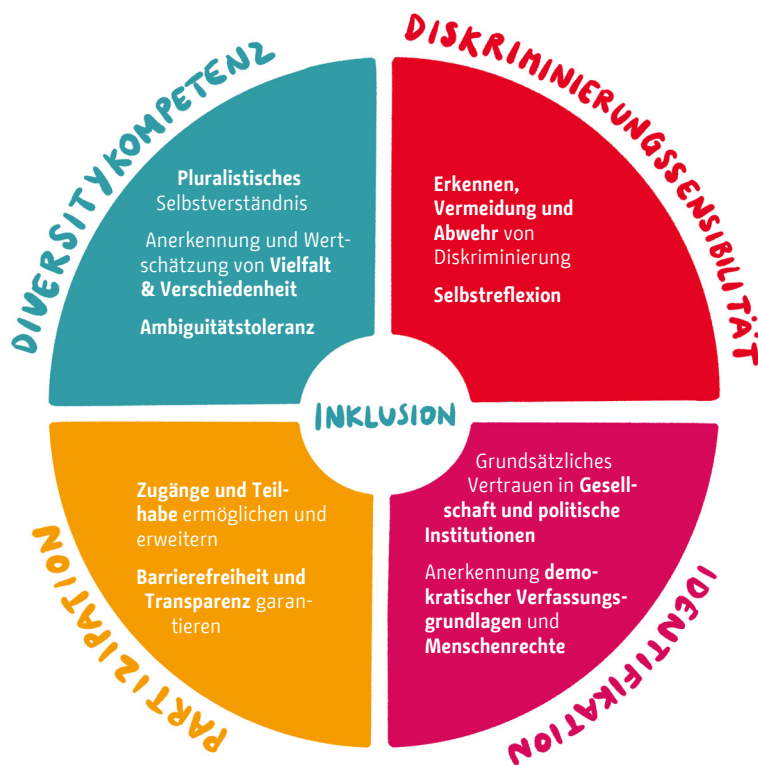 DIVERSITYKOMPETENZ
Pluralistisches
Selbstverständnis
Anerkennung und Wert-
schätzung von Vielfalt
& Verschiedenheit
Ambiguitätstoleranz
DISKRIMINIERUNGSSENSIBILITÄT
Erkennen,
Vermeidung und
Abwehr von
Diskriminierung
Selbstreflexion
INKLUSION
PARTIZIPATION
Zugänge und Teil-
habe ermöglichen und
erweitern
Barrierefreiheit und
Transparenz garan-
tieren
IDENTIFIKATION
Grundsätzliches
Vertrauen in Gesell-
schaft und politische
Institutionen
Anerkennung demo-
kratischer Verfassungs-
grundlagen und
Menschenrechte